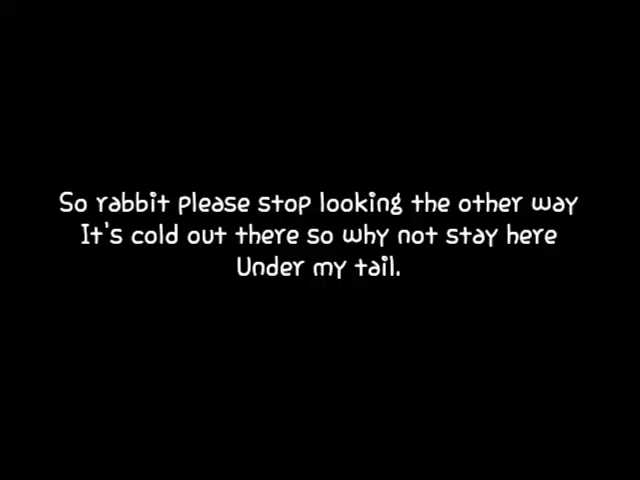 So rabbit please stop looking the other way
It's cold out there so why not stay here
Under my tail.